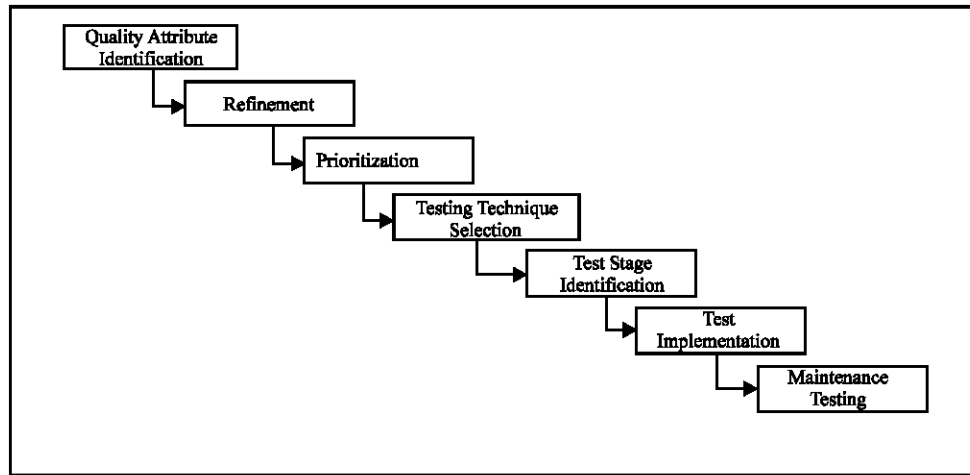 Quality Attribute
Identification
Refinement
Prioritization
Testing Technique
Selection
Test Stage
Identification
Test
Implementation
Maintenance
Testing